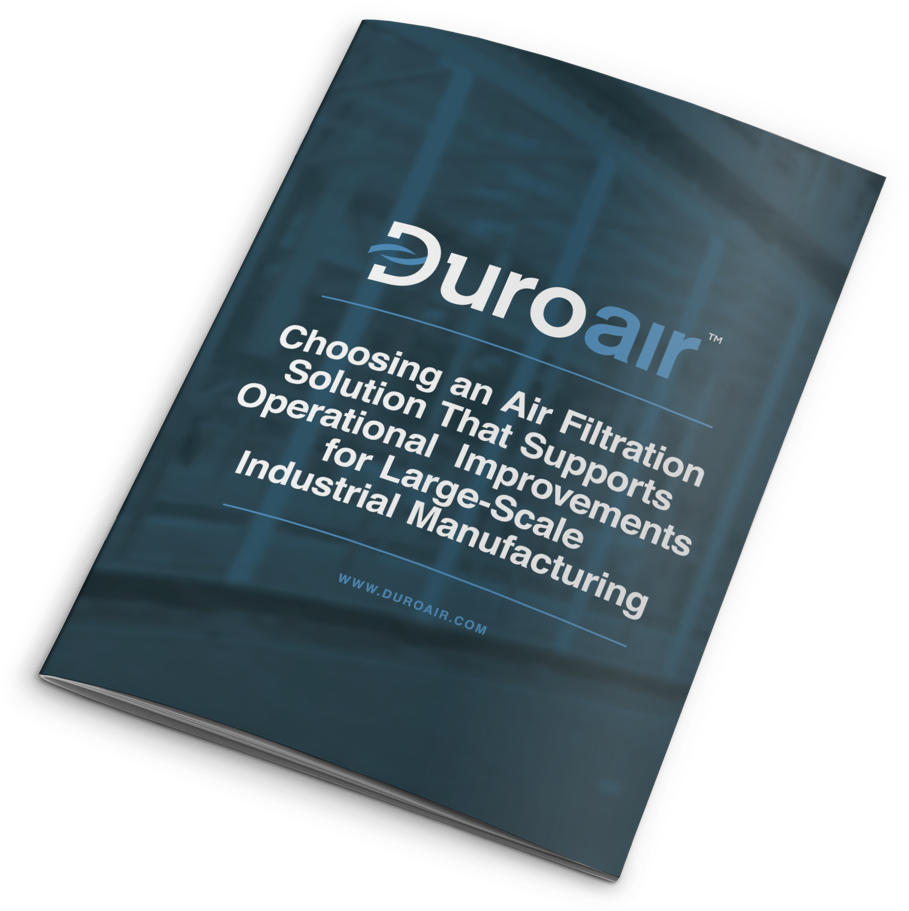 Duroair™
Choosing an Air Filtration
Solution That Supports
Operational Improvements
for Large-Scale
Industrial Manufacturing
WWW.DUROAIR.COM